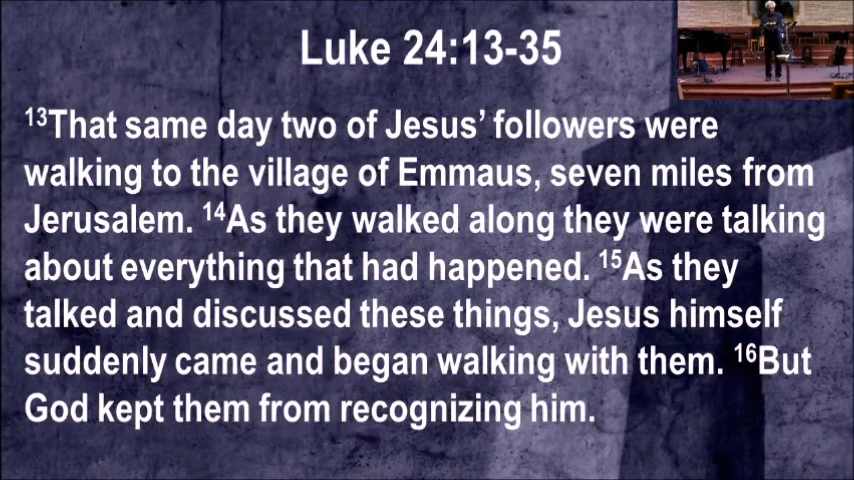 Luke 24:13-35
¹³That same day two of Jesus’ followers were
walking to the village of Emmaus, seven miles from
Jerusalem. ¹⁴As they walked along they were talking
about everything that had happened. ¹⁵As they
talked and discussed these things, Jesus himself
suddenly came and began walking with them. ¹⁶But
God kept them from recognizing him.